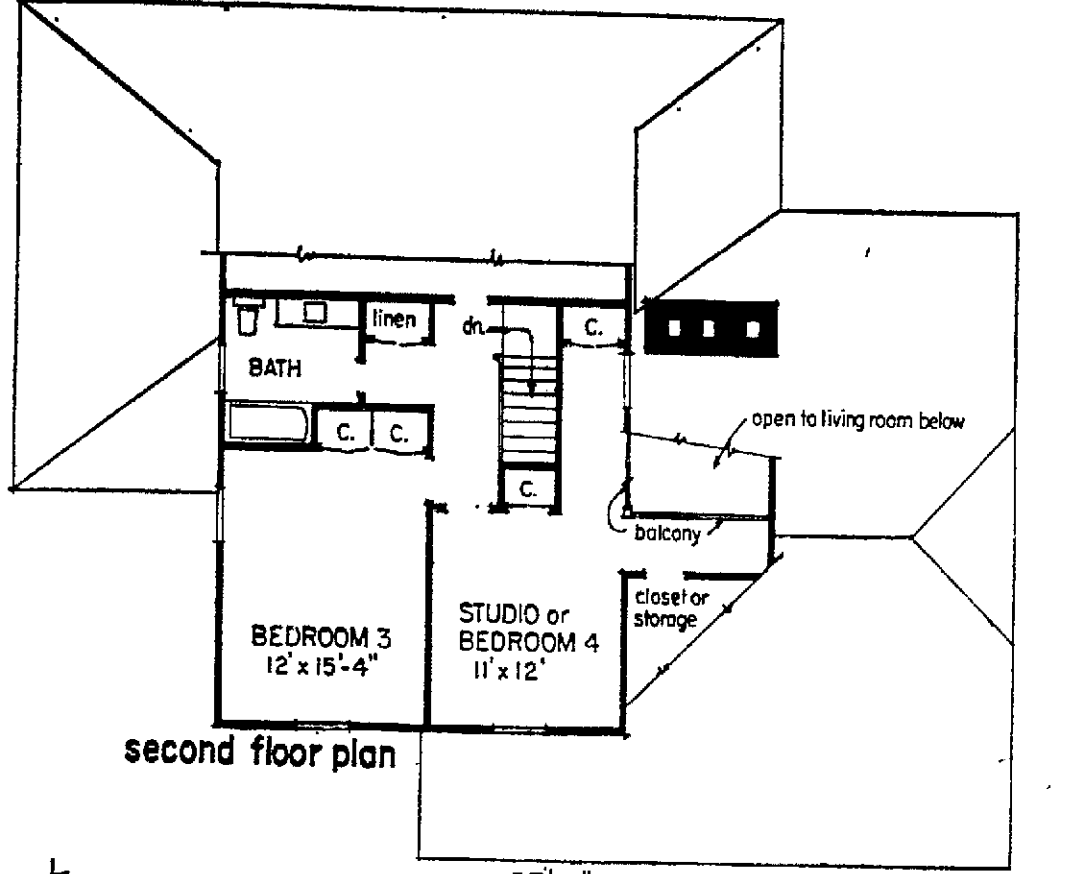 linen
dn.
C.
BATH
C. C.
open to living room below
C.
balcony
closet or
storage
STUDIO or
BEDROOM 4
11' x 12'
BEDROOM 3
12' x 15'-4"
second floor plan